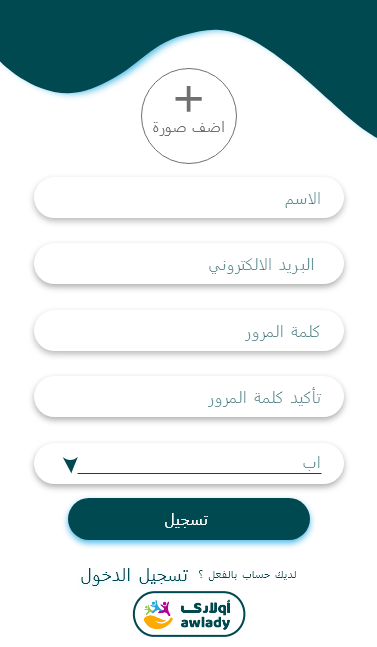 اضف صورة
الاسم
البريد الالكتروني
كلمة المرور
تأكيد كلمة المرور
اب
تسجيل
لديك حساب بالفعل ؟ تسجيل الدخول
أولادى
awlady